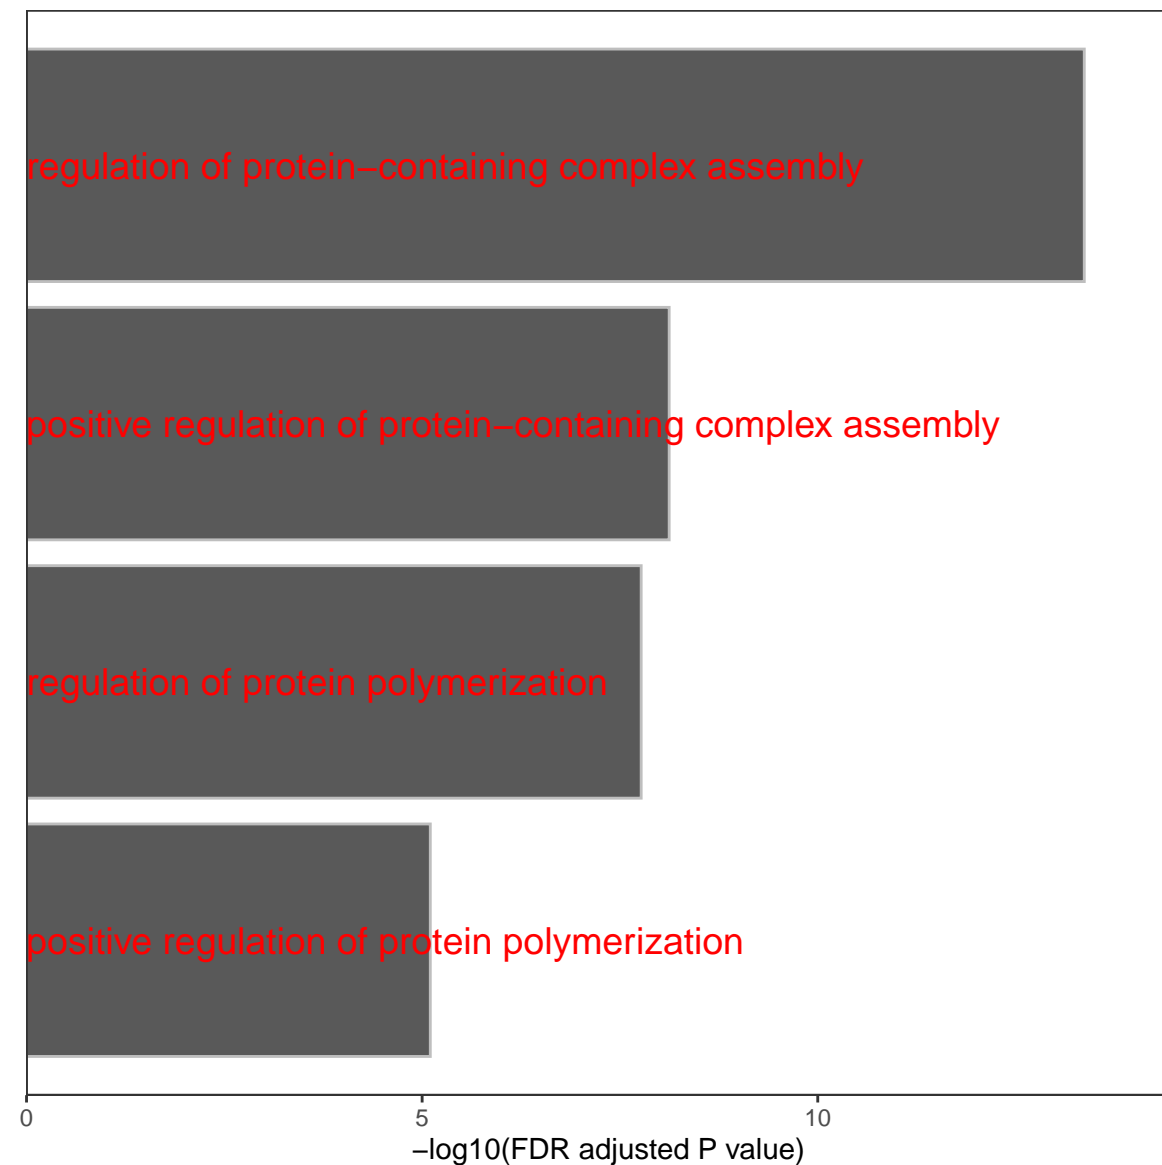 regulation of protein−containing complex assembly
positive regulation of protein−containing complex assembly
regulation of protein polymerization
positive regulation of protein polymerization
0 5 10
−log10(FDR adjusted P value)